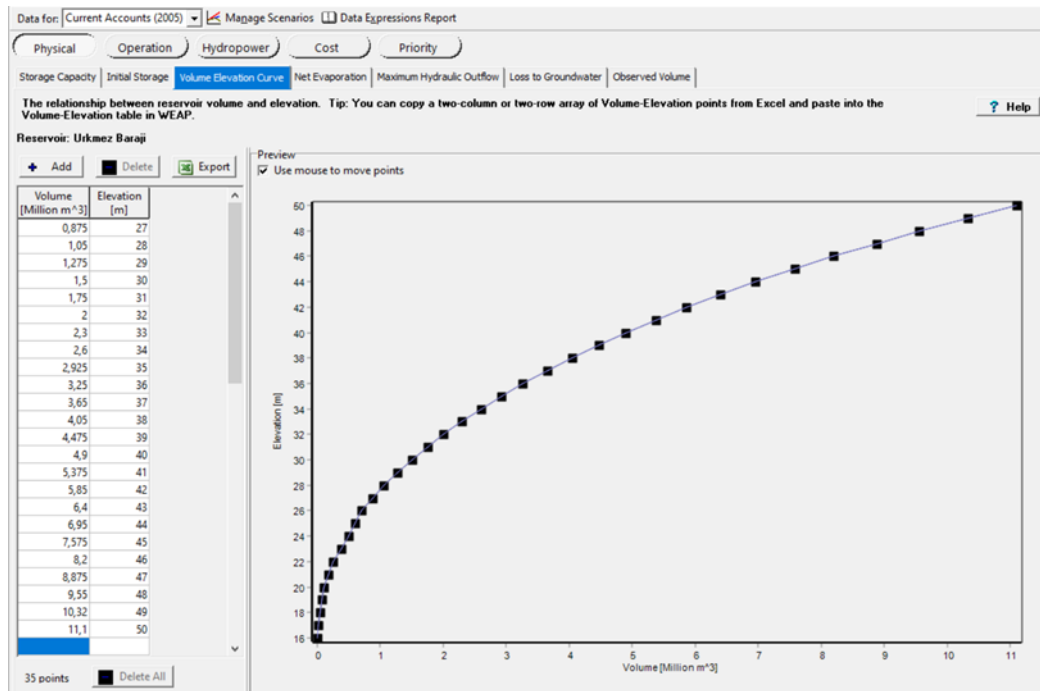 Data for: Current Accounts (2005) Manage Scenarios Data Expressions Report
Physical Operation Hydropower Cost Priority
Storage Capacity Initial Storage Volume Elevation Curve Net Evaporation Maximum Hydraulic Outflow Loss to Groundwater Observed Volume
The relationship between reservoir volume and elevation. Tip: You can copy a two-column or two-row array of Volume-Elevation points from Excel and paste into the
Volume-Elevation table in WEAP.
? Help
Reservoir: Urkmez Baraji
+ Add Delete Export
Volume Elevation
[Million m^3] [m]
0,875 27
1,05 28
1,275 29
1,5 30
1,75 31
2 32
2,3 33
2,6 34
2,925 35
3,25 36
3,65 37
4,05 38
4,475 39
4,9 40
5,375 41
5,85 42
6,4 43
6,95 44
7,575 45
8,2 46
8,875 47
9,55 48
10,32 49
11,1 50
35 points Delete All
Preview
Use mouse to move points
50
48
46
44
42
40
38
36
34
32
30
28
26
24
22
20
18
16
Elevation [m]
0 1 2 3 4 5 6 7 8 9 10 11
Volume [Million m^3]